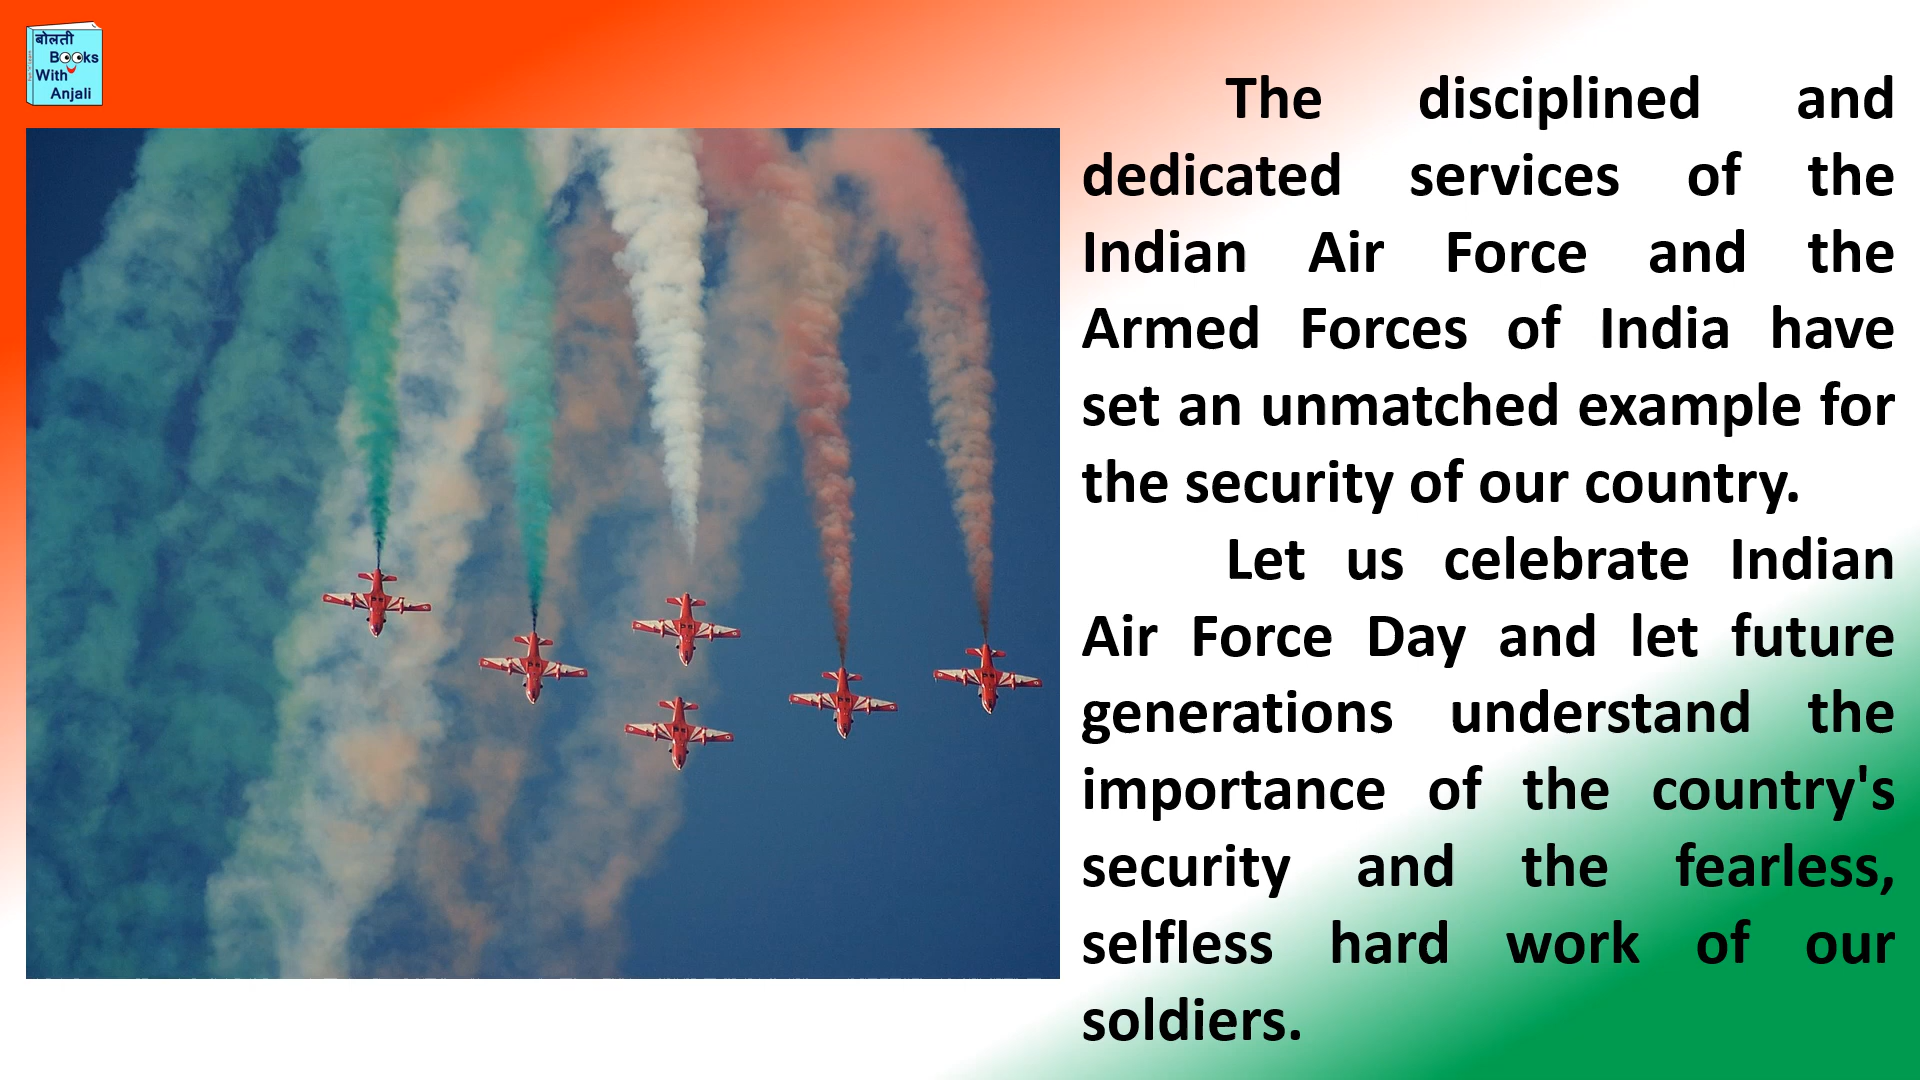 बोलती
Books
With
Anjali
The disciplined and
dedicated services of the
Indian Air Force and the
Armed Forces of India have
set an unmatched example for
the security of our country.
Let us celebrate Indian
Air Force Day and let future
generations understand the
importance of the country's
security and the fearless,
selfless hard work of our
soldiers.